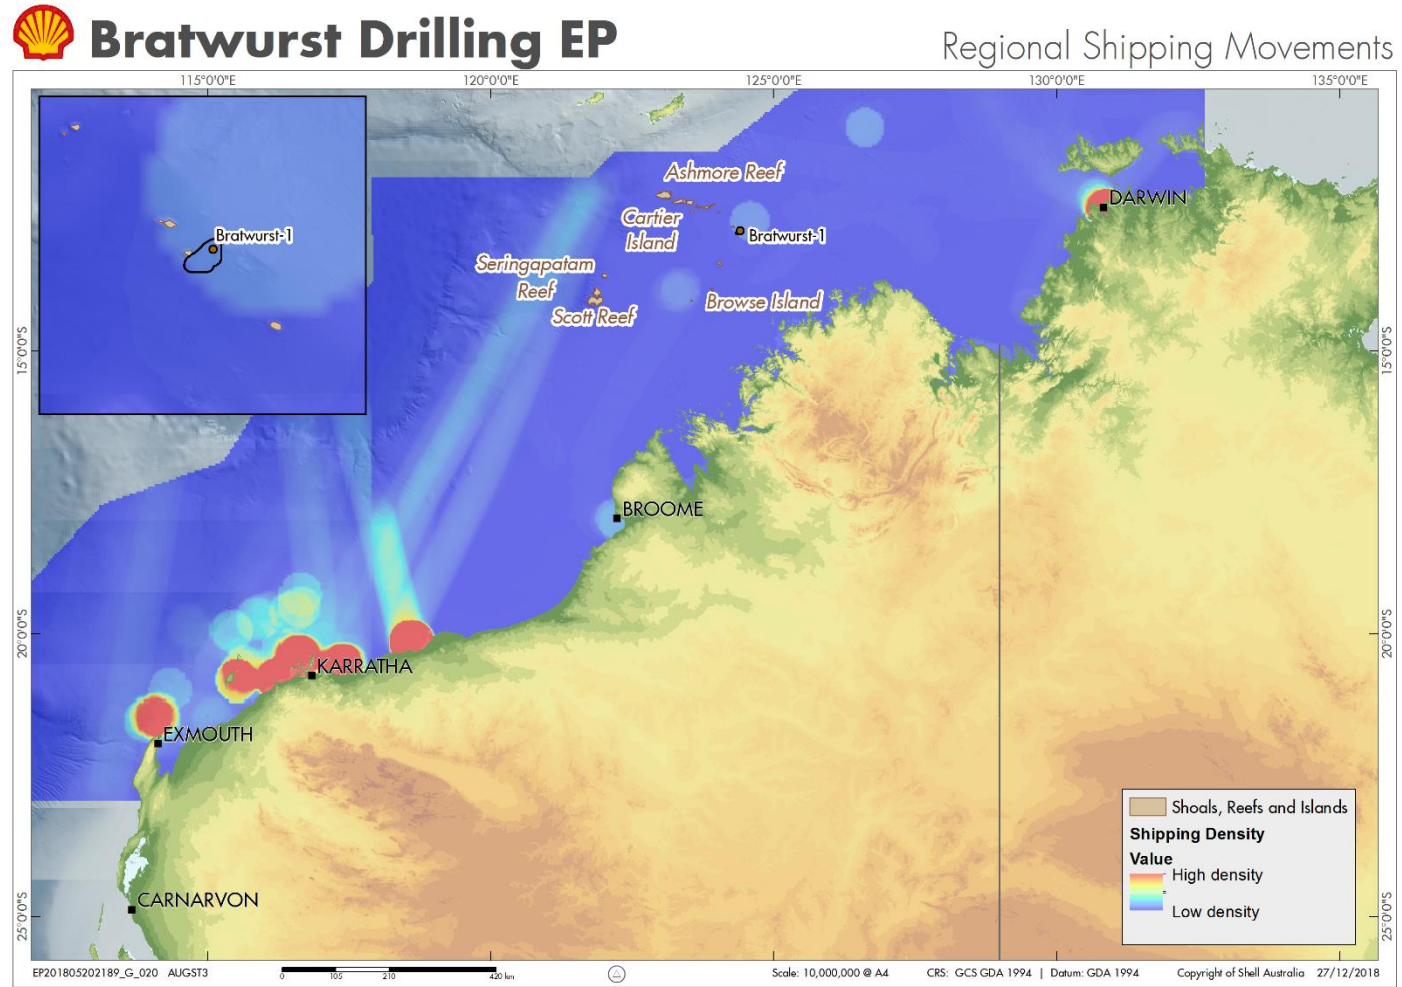 Bratwurst Drilling EP
Regional Shipping Movements
115°0'0"E
120°0'0"E
125°0'0"E
130°0'0"E
135°0'0"E
Bratwurst-1
Ashmore Reef
Cartier
Island
Bratwurst-1
DARWIN
Seringapatam
Reef
Scott Reef
Browse Island
15°0'0"S
15°0'0"S
BROOME
20°0'0"S
20°0'0"S
KARRATHA
EXMOUTH
CARNARVON
25°0'0"S
25°0'0"S
Shoals, Reefs and Islands
Shipping Density
Value
High density
Low density
EP201805202189_G_020 AUGST3
0 105 210 420 km
Scale: 10,000,000 @ A4
CRS: GCS GDA 1994 | Datum: GDA 1994
Copyright of Shell Australia 27/12/2018